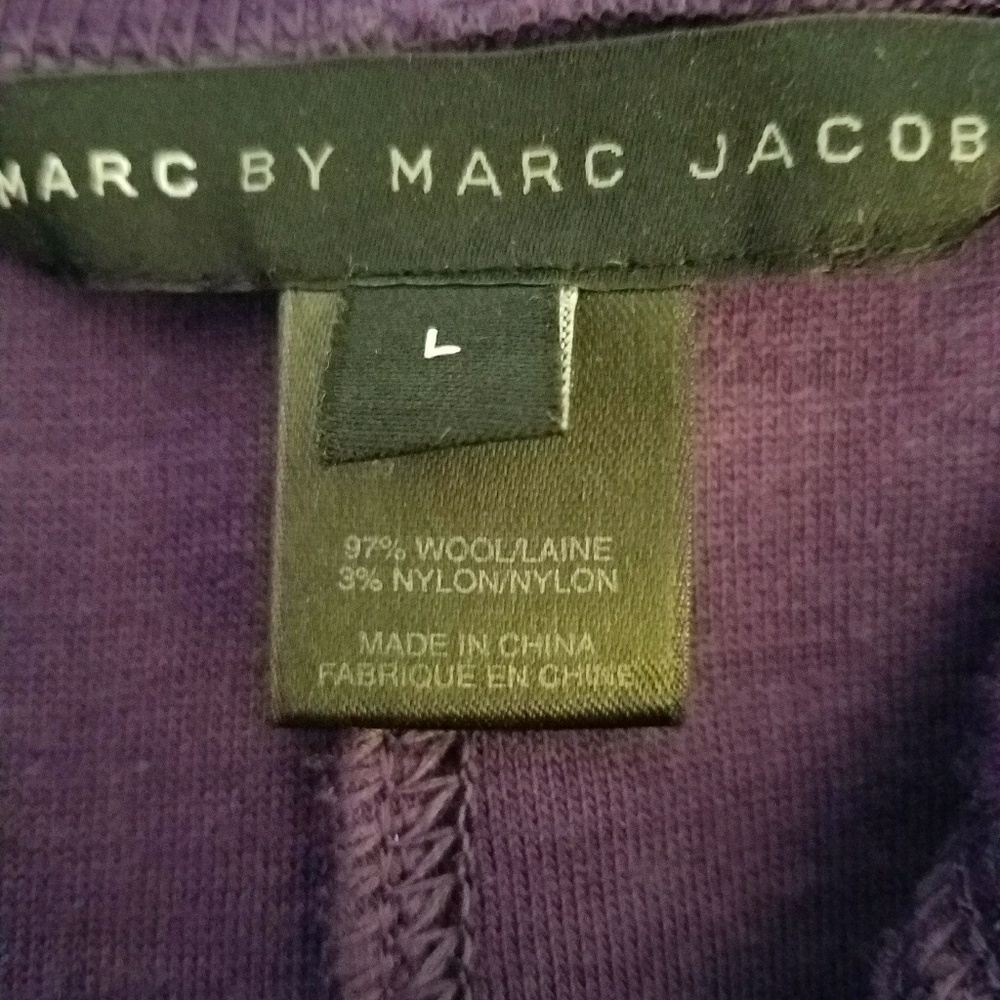 MARC BY MARC JACOB
L
97% WOOL/LAINE
3% NYLON/NYLON
MADE IN CHINA
FABRIQUE EN CHINE